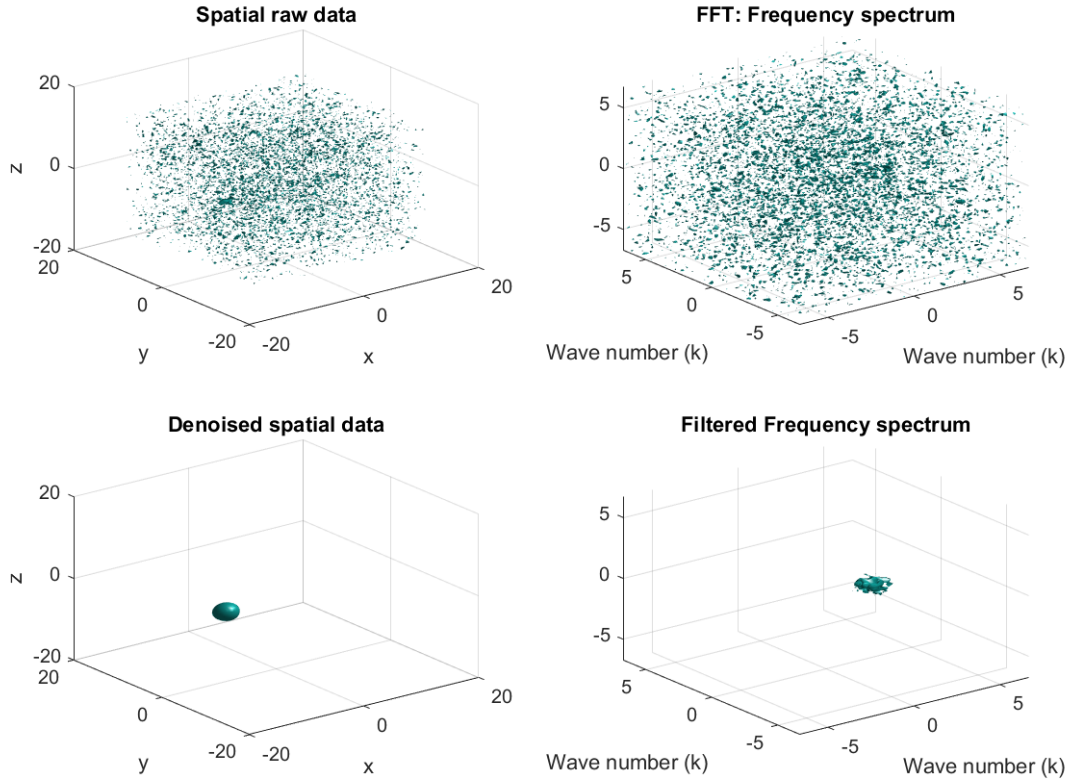 Spatial raw data
20
0
-20
z
20
0
-20
y
-20
0
20
x
FFT: Frequency spectrum
5
0
-5
5
0
-5
Wave number (k)
-5
0
5
Wave number (k)
Denoised spatial data
20
0
-20
z
20
0
-20
y
-20
0
20
x
Filtered Frequency spectrum
5
0
-5
5
0
-5
Wave number (k)
-5
0
5
Wave number (k)